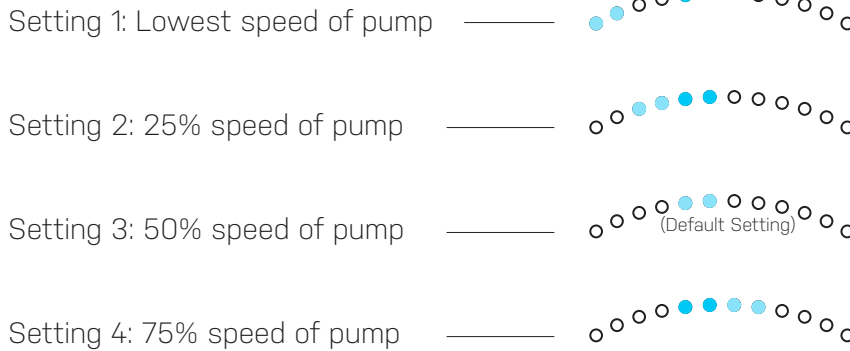 Setting 1: Lowest speed of pump
Setting 2: 25% speed of pump
Setting 3: 50% speed of pump
(Default Setting)
Setting 4: 75% speed of pump